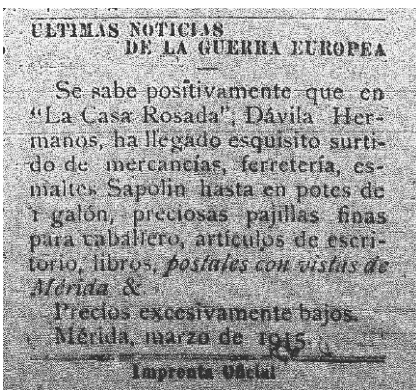 ULTIMAS NOTICIAS
DE LA GUERRA EUROPEA
Se sabe positivamente que en
“La Casa Rosada”, Dávila Her-
manos, ha llegado esquisito surti-
do de mercancías, ferretería, es-
maltes Sapolin hasta en potes de
1 galón, preciosas pajillas finas
para caballero, artículos de escri-
torio, libros, postales con vistas de
Mérida &
Precios excesivamente bajos.
Mérida, marzo de 1915.
Imprenta Oficial